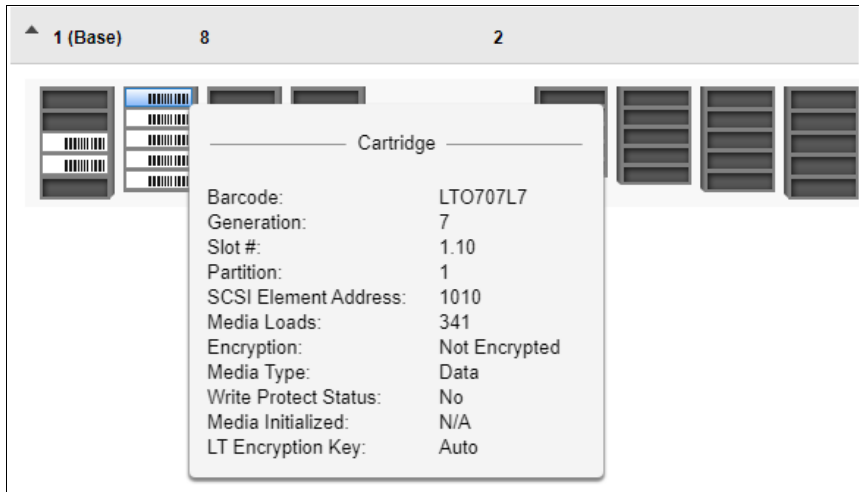 1 (Base) 8 2
Cartridge
Barcode: LTO707L7
Generation: 7
Slot #: 1.10
Partition: 1
SCSI Element Address: 1010
Media Loads: 341
Encryption: Not Encrypted
Media Type: Data
Write Protect Status: No
Media Initialized: N/A
LT Encryption Key: Auto